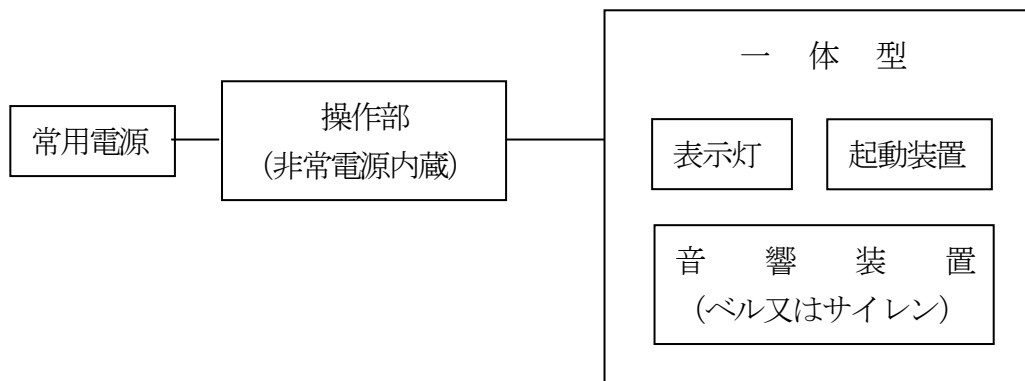 常用電源
操作部
(非常電源内蔵)
一体型
表示灯
起動装置
音響装置
(ベル又はサイレン)